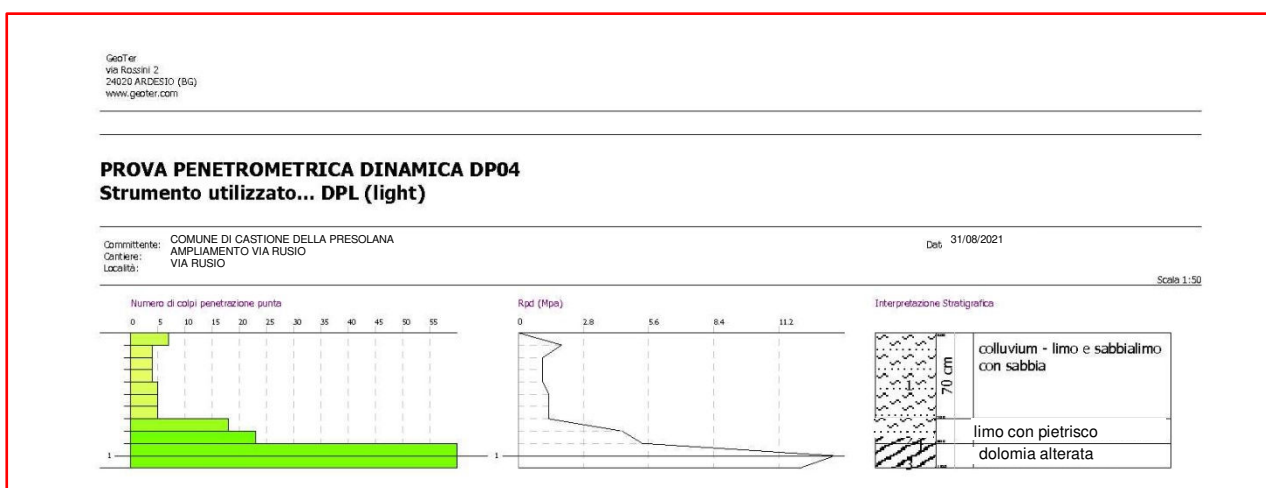 GeoTer
via Rossini 2
24020 ARDESIO (BG)
www.geoter.com
PROVA PENETROMETRICA DINAMICA DP04
Strumento utilizzato... DPL (light)
Committente: COMUNE DI CASTIONE DELLA PRESOLANA
Cantiere: AMPLIAMENTO VIA RUSIO
Località: VIA RUSIO
Dat 31/08/2021
Scala 1:50
Numero di colpi penetrazione punta
0 5 10 15 20 25 30 35 40 45 50 55
1
Rpd (Mpa)
0 2.8 5.6 8.4 11.2
1
Interpretazione Stratigrafica
1
70 cm
colluvium - limo e sabbialimo
con sabbia
limo con pietrisco
dolomia alterata